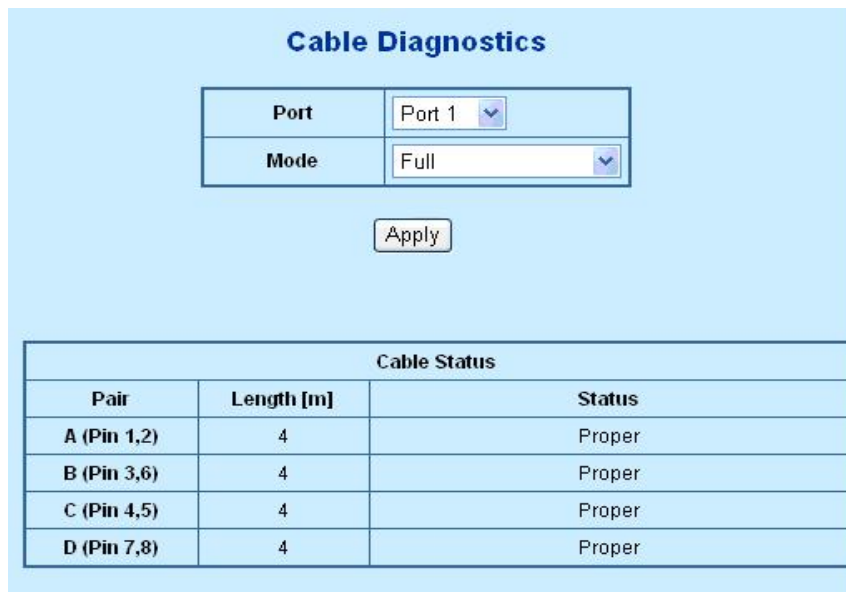 Cable Diagnostics
Port Port 1
Mode Full
Apply
Cable Status
Pair Length [m] Status
A (Pin 1,2) 4 Proper
B (Pin 3,6) 4 Proper
C (Pin 4,5) 4 Proper
D (Pin 7,8) 4 Proper